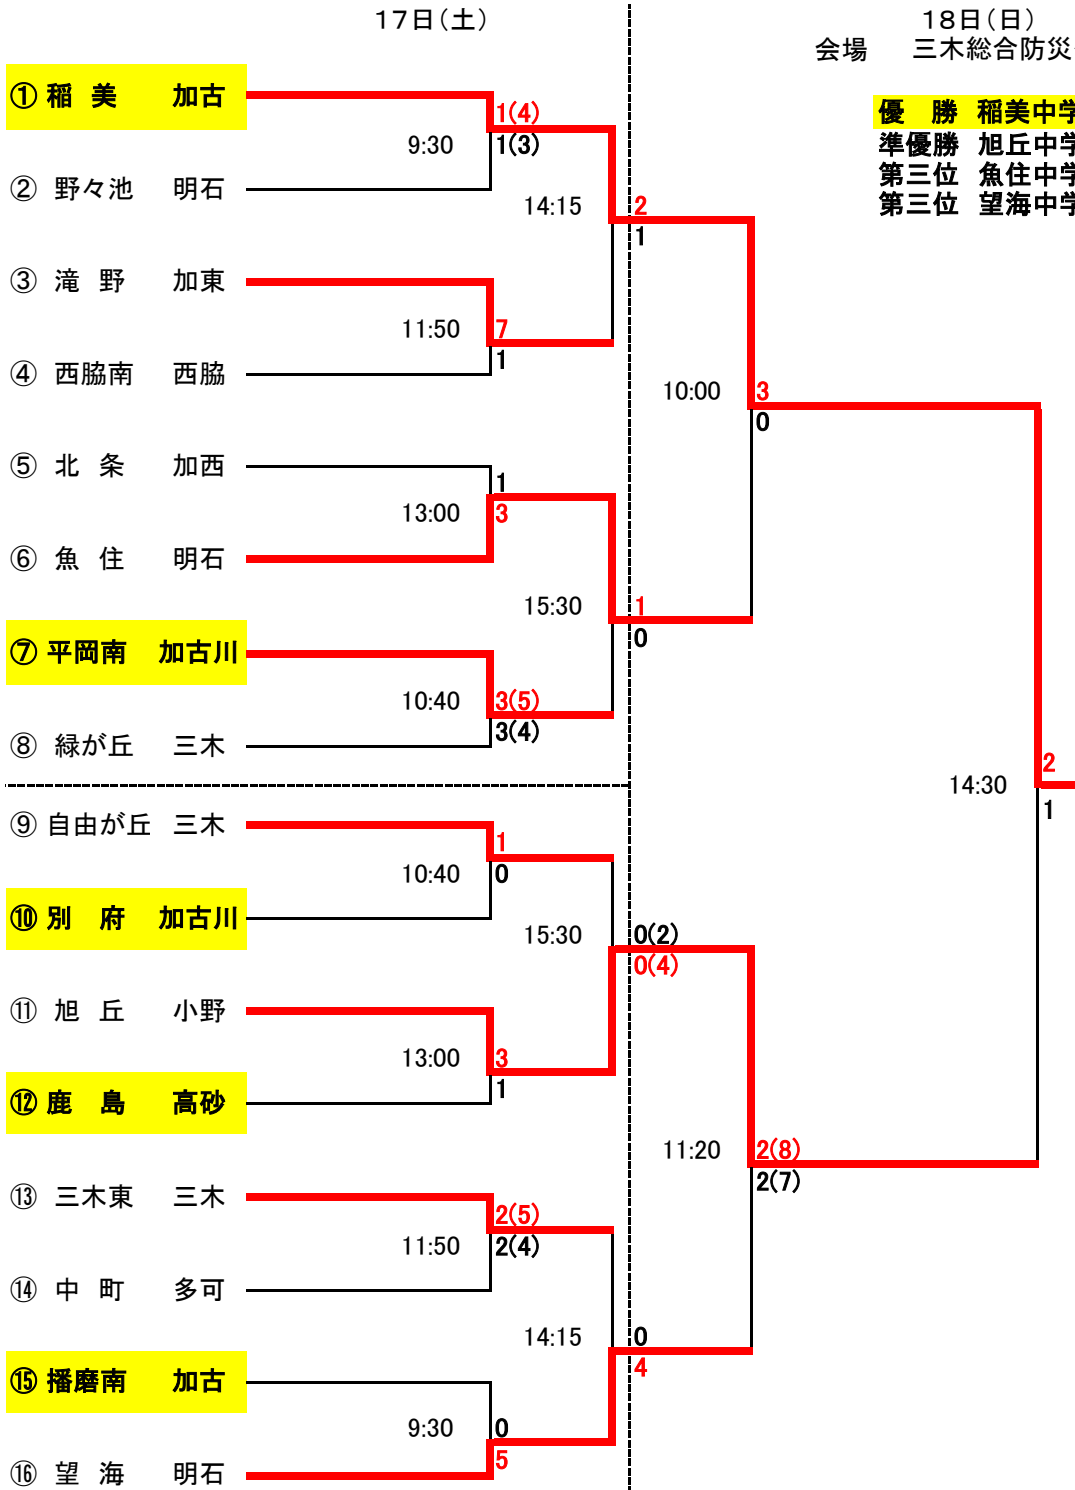 17日(土)
18日(日)
会場 三木総合防災
優 勝 稲美中学
準優勝 旭丘中学
第三位 魚住中学
第三位 望海中学
① 稲 美 加古
1(4)
9:30
1(3)
② 野々池 明石
14:15
2
1
③ 滝 野 加東
11:50
7
1
④ 西脇南 西脇
10:00
3
0
⑤ 北 条 加西
1
13:00
3
⑥ 魚 住 明石
15:30
1
0
⑦ 平岡南 加古川
10:40
3(5)
3(4)
⑧ 緑が丘 三木
14:30
2
1
⑨ 自由が丘 三木
1
10:40
0
⑩ 別 府 加古川
15:30
0(2)
0(4)
⑪ 旭 丘 小野
13:00
3
1
⑫ 鹿 島 高砂
11:20
2(8)
2(7)
⑬ 三木東 三木
2(5)
11:50
2(4)
⑭ 中 町 多可
14:15
0
4
⑮ 播磨南 加古
9:30
0
5
⑯ 望 海 明石